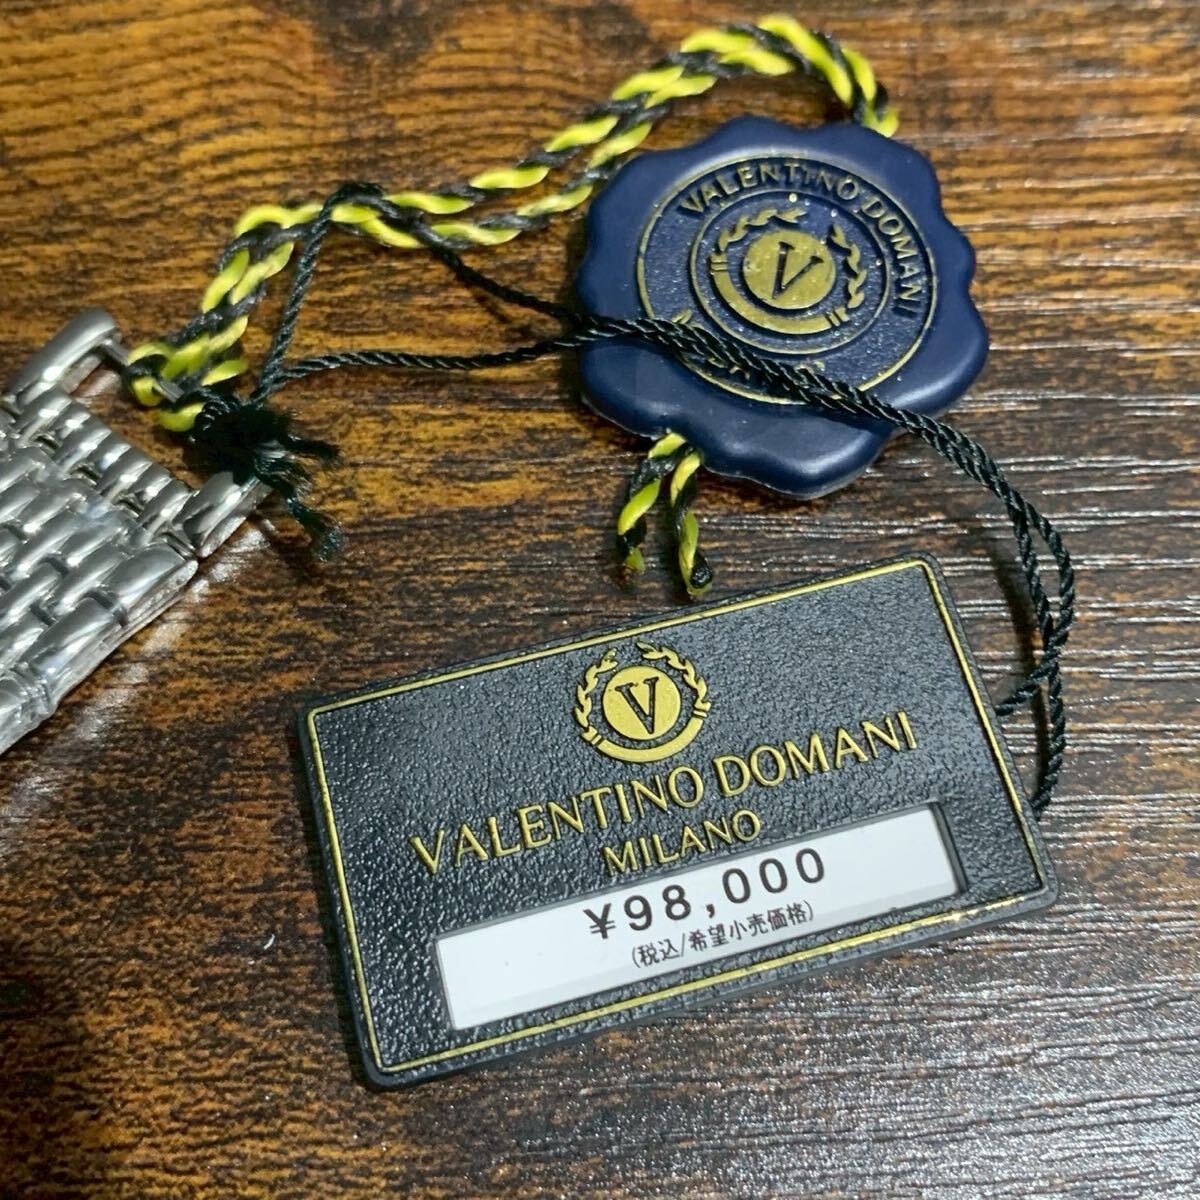 VALENTINO DOMANI
V
V
VALENTINO DOMANI
MILANO
¥98,000
(税込/希望小売価格)